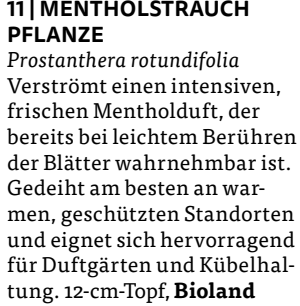 11 | MENTHOLSTRAUCH
PFLANZE
Prostanthera rotundifolia
Verströmt einen intensiven,
frischen Mentholduft, der
bereits bei leichtem Berühren
der Blätter wahrnehmbar ist.
Gedeiht am besten an war-
men, geschützten Standorten
und eignet sich hervorragend
für Duftgärten und Kübelhal-
tung. 12-cm-Topf, Bioland